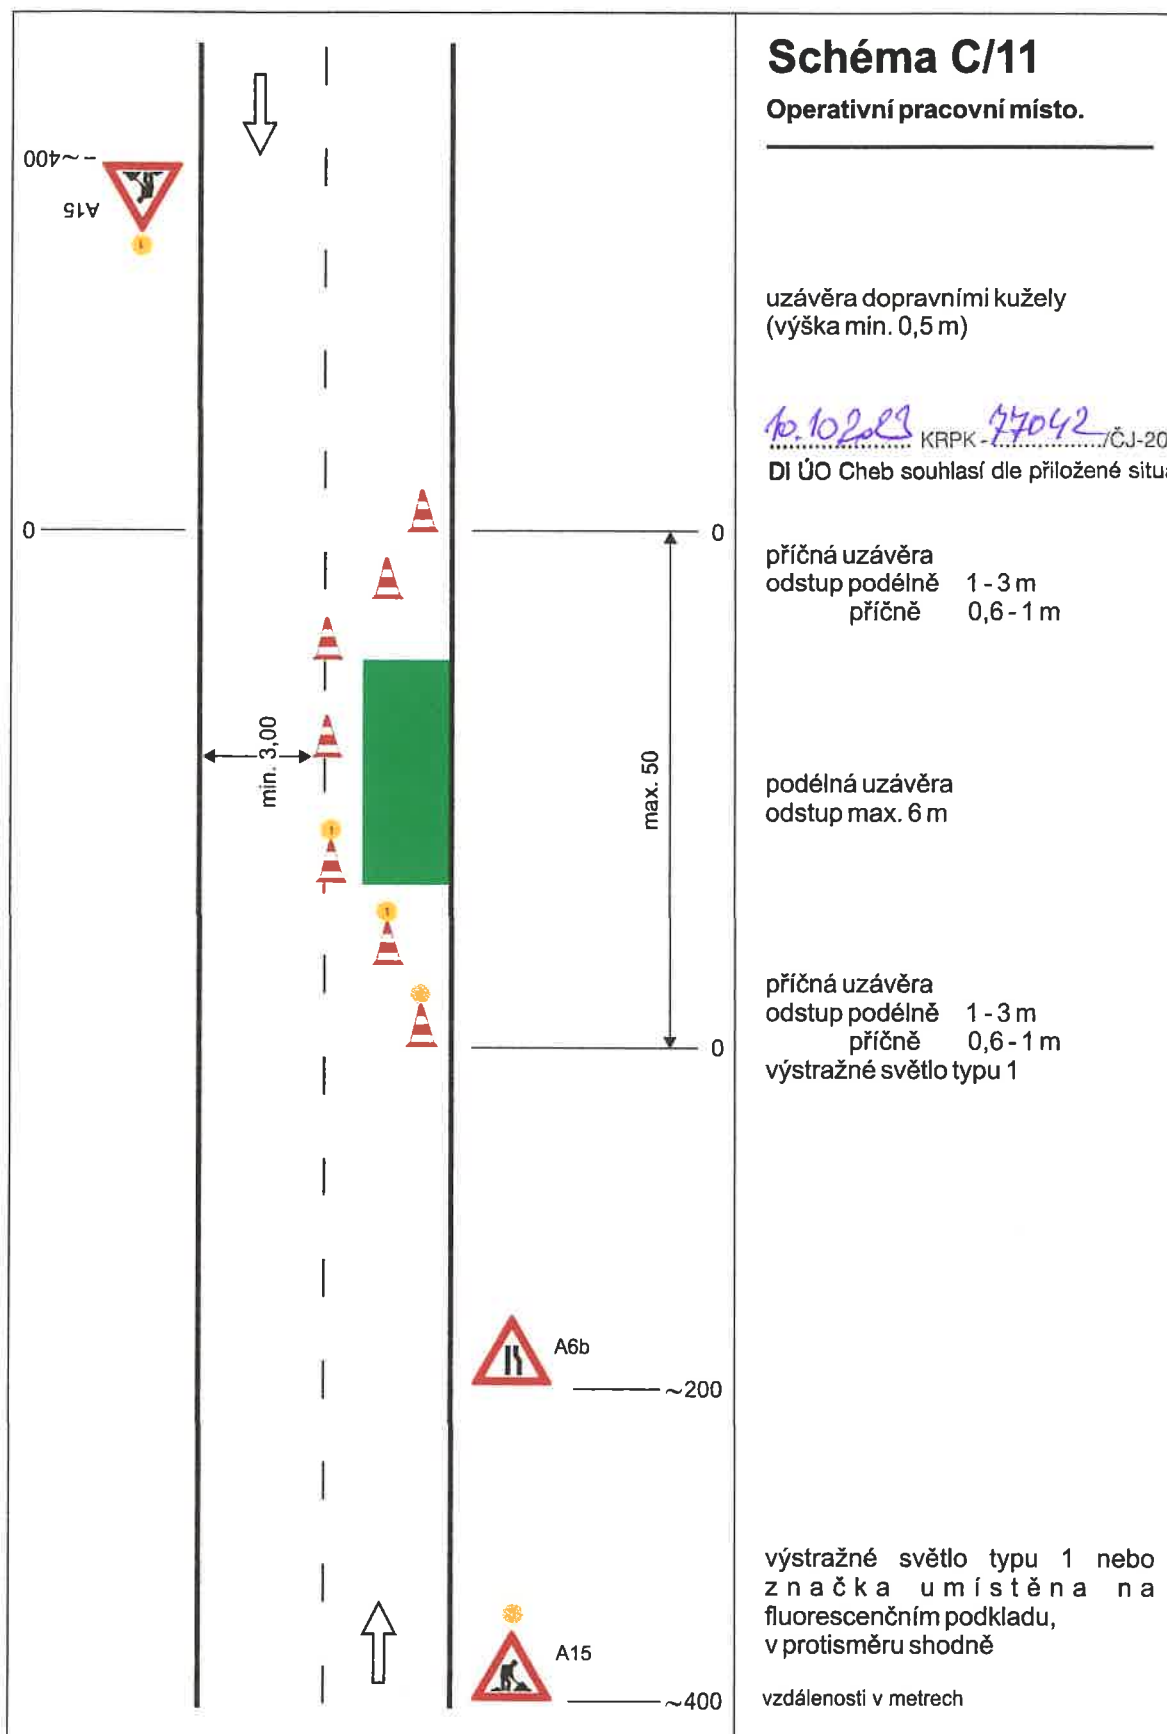 Schéma C/11
Operativní pracovní místo.
~400
A15
1
uzávěra dopravními kužely
(výška min. 0,5 m)
10.10.2023 KRPK - 77042 /ČJ-20
DI ÚO Cheb souhlasí dle přiložené situa
0
0
příčná uzávěra
odstup podélně 1 - 3 m
příčně 0,6 - 1 m
min. 3,00
max. 50
podélná uzávěra
odstup max. 6 m
1
1
příčná uzávěra
odstup podélně 1 - 3 m
příčně 0,6 - 1 m
výstražné světlo typu 1
0
A6b
~200
výstražné světlo typu 1 nebo
značka umístěna na
fluorescenčním podkladu,
v protisměru shodně
A15
~400
vzdálenosti v metrech